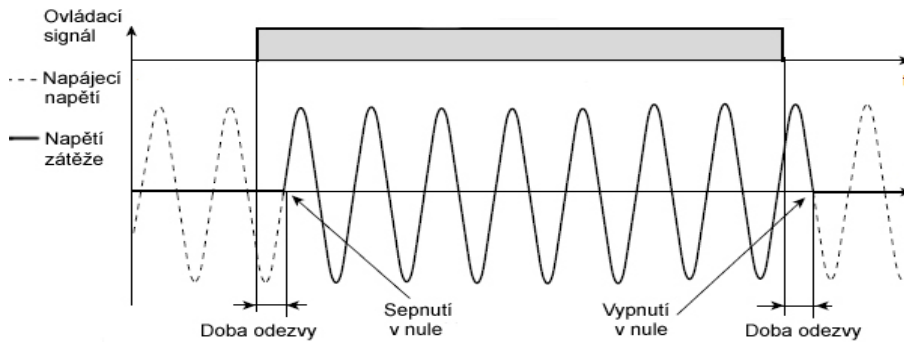 Ovládací
signál
Napájecí
napětí
Napětí
zátěže
Sepnutí
v nule
Vypnutí
v nule
Doba odezvy
Doba odezvy